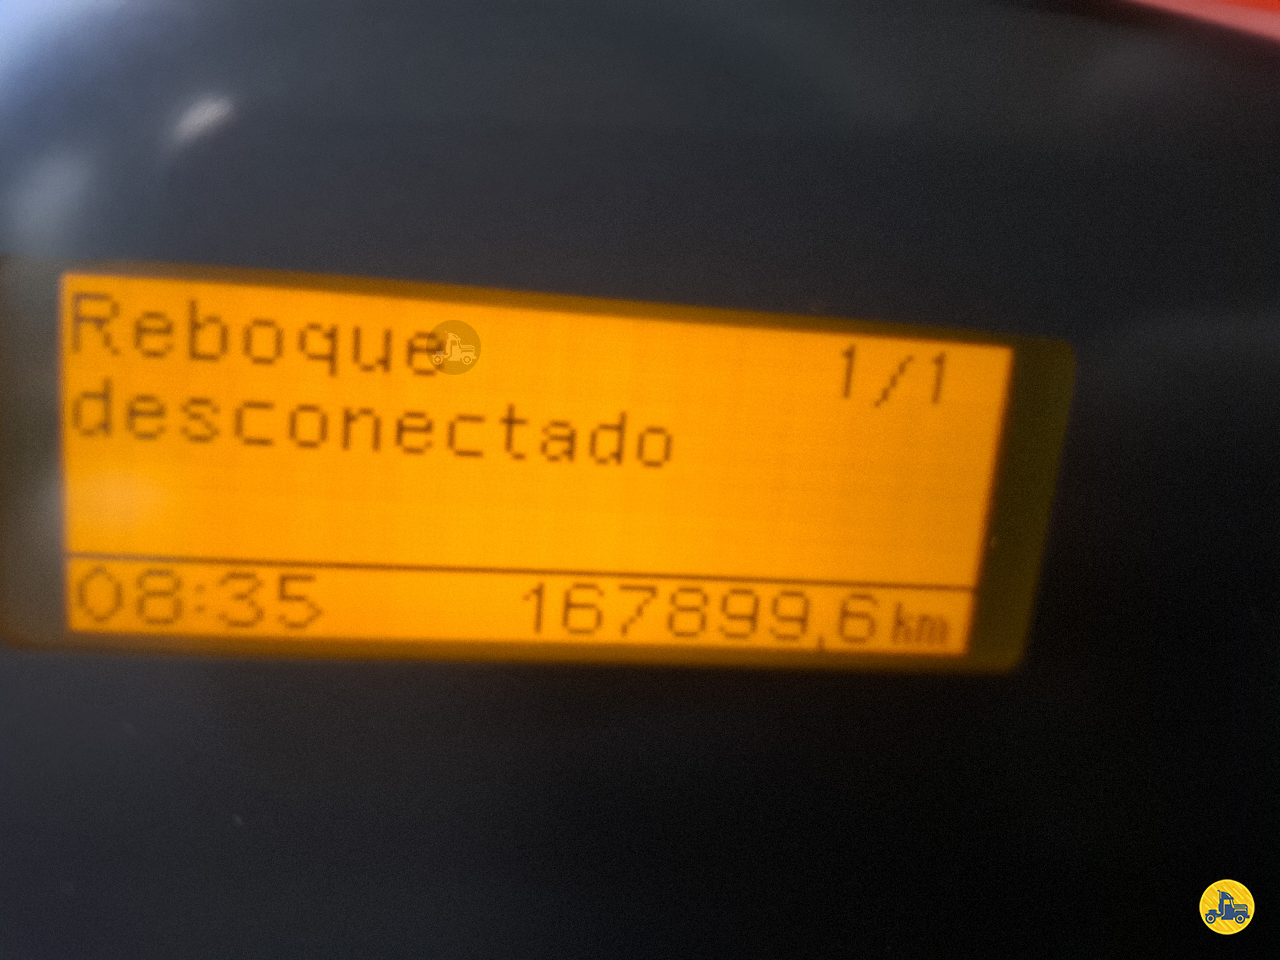 Reboque 1/1
desconectado
08:35 167899,6 km